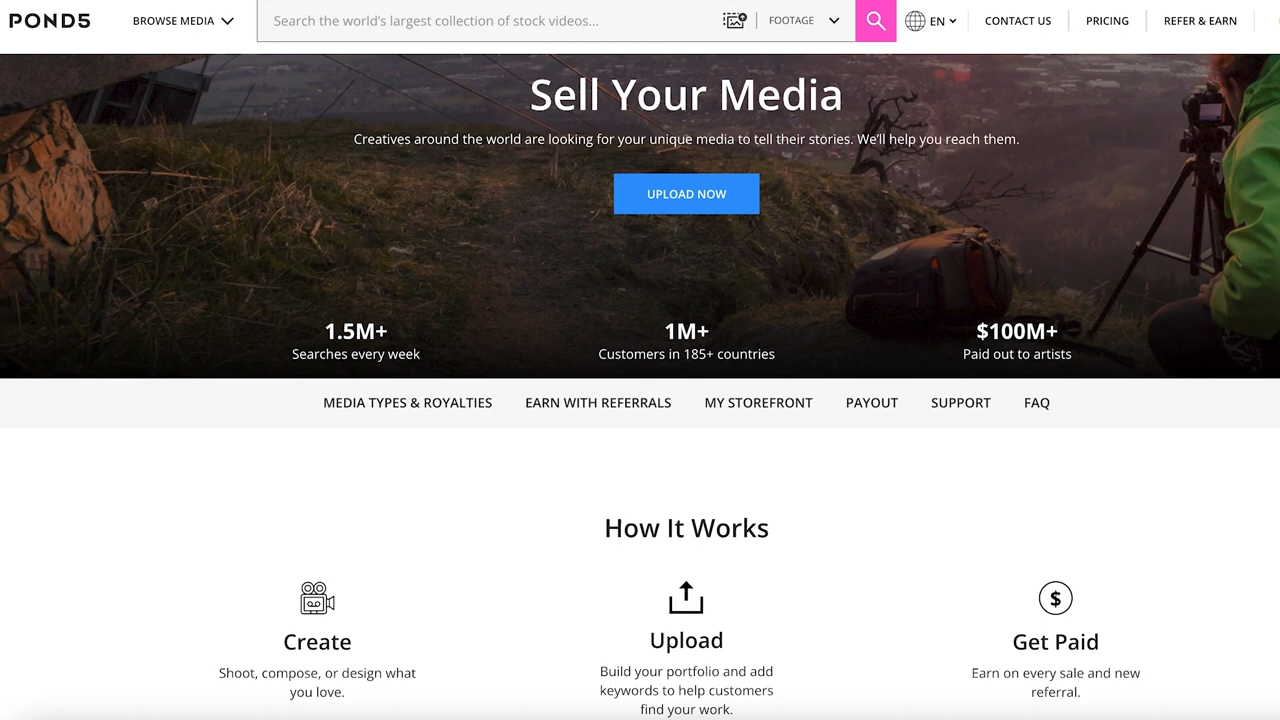 POND5 BROWSE MEDIA Search the world's largest collection of stock videos... FOOTAGE EN CONTACT US PRICING REFER & EARN
Sell Your Media
Creatives around the world are looking for your unique media to tell their stories. We'll help you reach them.
UPLOAD NOW
1.5M+ 1M+ $100M+
Searches every week Customers in 185+ countries Paid out to artists
MEDIA TYPES & ROYALTIES EARN WITH REFERRALS MY STOREFRONT PAYOUT SUPPORT FAQ
How It Works
$
Create
Shoot, compose, or design what
you love.
Upload
Build your portfolio and add
keywords to help customers
find your work.
Get Paid
Earn on every sale and new
referral.